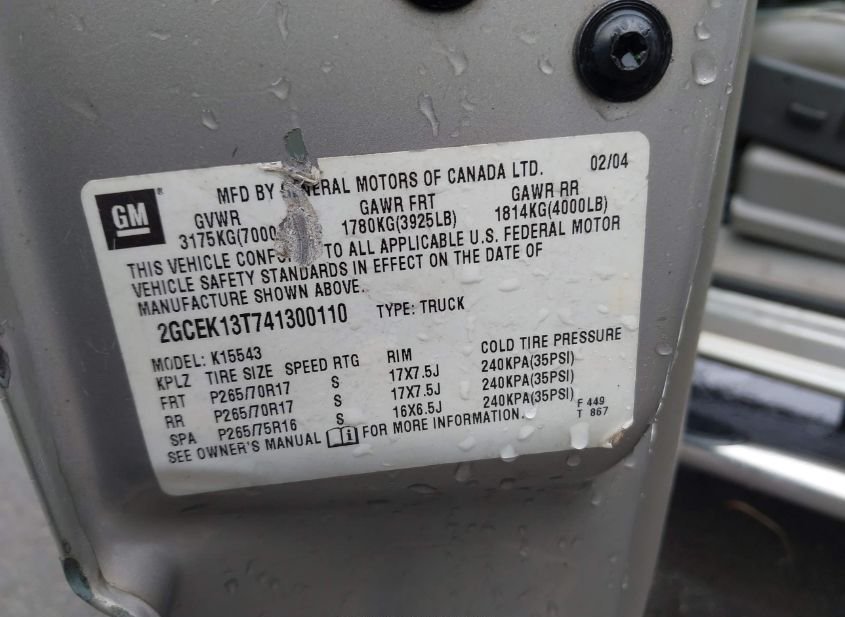 MFD BY GENERAL MOTORS OF CANADA LTD. 02/04
GM
GVWR GAWR FRT GAWR RR
3175KG(7000 1780KG(3925LB) 1814KG(4000LB)
THIS VEHICLE TO ALL APPLICABLE U.S. FEDERAL MOTOR
VEHICLE SAFETY STANDARDS IN EFFECT ON THE DATE OF
MANUFACTURE SHOWN ABOVE.
2GCEK13T741300110 TYPE: TRUCK
MODEL: K15543
KPLZ TIRE SIZE SPEED RTG RIM COLD TIRE PRESSURE
FRT P265/70R17 S 17X7.5J 240KPA(35PSI)
RR P265/70R17 S 17X7.5J 240KPA(35PSI)
SPA P265/75R16 S 16X6.5J 240KPA(35PSI)
SEE OWNER'S MANUAL FOR MORE INFORMATION.
F 449
T 867